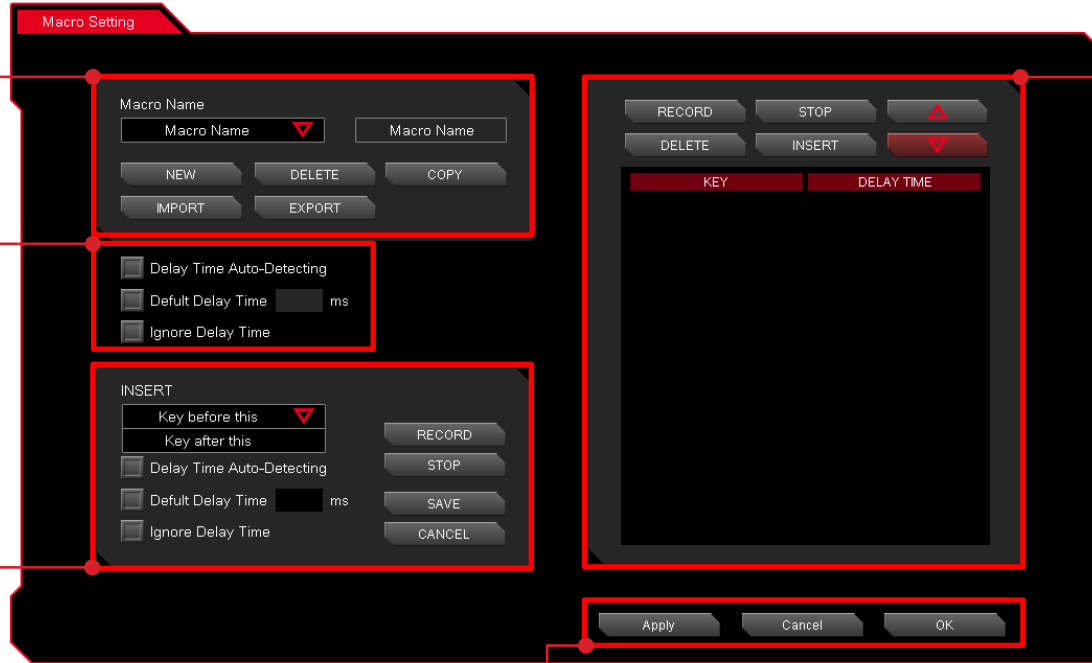 Macro Setting
Macro Name
Macro Name
Macro Name
NEW
DELETE
COPY
IMPORT
EXPORT
Delay Time Auto-Detecting
Defult Delay Time ms
Ignore Delay Time
INSERT
Key before this
Key after this
Delay Time Auto-Detecting
Defult Delay Time ms
Ignore Delay Time
RECORD
STOP
SAVE
CANCEL
RECORD
STOP
DELETE
INSERT
KEY
DELAY TIME
Apply
Cancel
OK